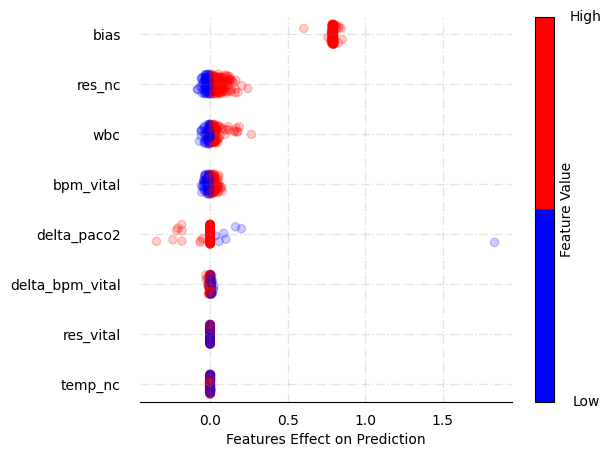 bias
res_nc
wbc
bpm_vital
delta_paco2
delta_bpm_vital
res_vital
temp_nc
0.0 0.5 1.0 1.5
Features Effect on Prediction
High
Feature Value
Low